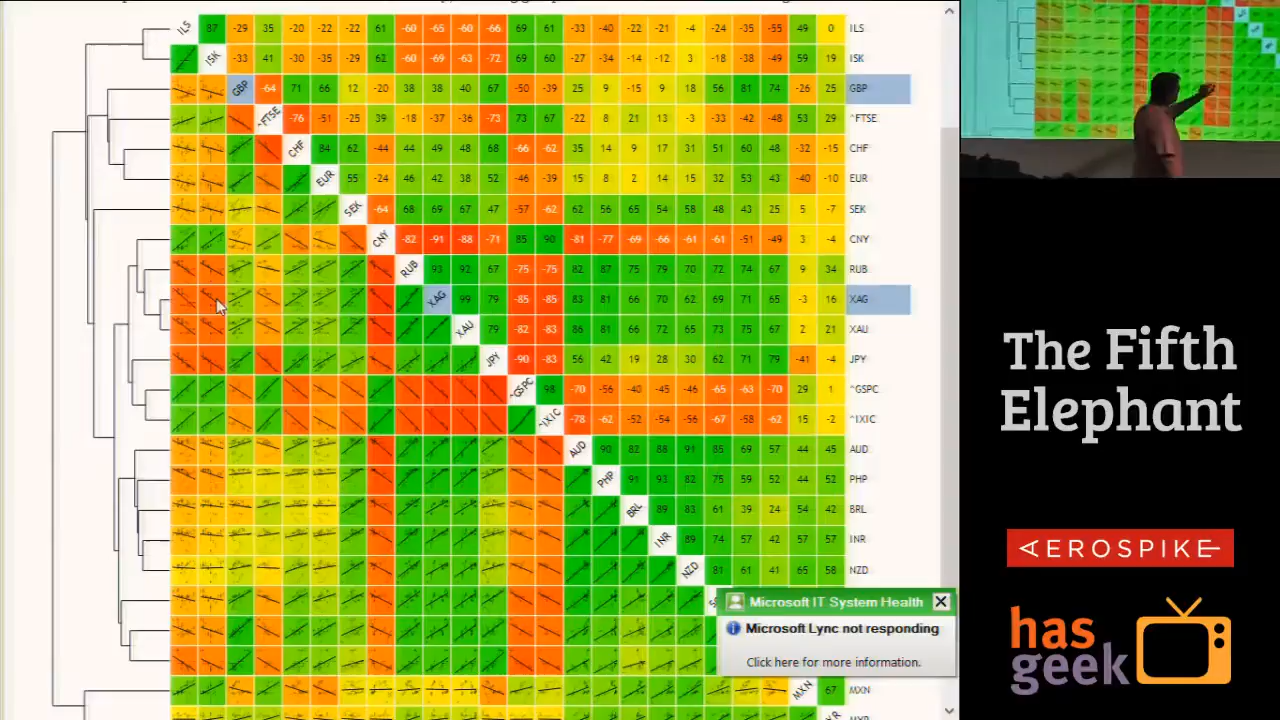 ILS 87 -29 35 -20 -22 -22 61 -60 -65 -60 -66 69 61 -33 -40 -22 -21 -4 -24 -35 -55 49 0 ILS
ISK -33 41 -30 -35 -29 62 -60 -69 -63 -72 69 60 -27 -34 -14 -12 3 -18 -38 -49 59 19 ISK
GBP -64 71 66 12 -20 38 38 40 67 -50 -39 25 9 -15 9 18 56 81 74 -26 25 GBP
^FTSE -76 -51 -25 39 -18 -37 -36 -73 73 67 -22 8 21 13 -3 -33 -42 -48 53 29 ^FTSE
CHF 84 62 -44 44 49 48 68 -66 -62 35 14 9 17 31 51 60 48 -32 -15 CHF
EUR 55 -24 46 42 38 52 -46 -39 15 8 2 14 15 32 53 43 -40 -10 EUR
SEK -64 68 69 67 47 -57 -62 62 56 65 54 58 48 43 25 5 -7 SEK
CNY -82 -91 -88 -71 85 90 -81 -77 -69 -66 -61 -61 -51 -49 3 -4 CNY
RUB 93 92 67 -75 -75 82 87 75 79 70 72 74 67 9 34 RUB
XAG 99 79 -85 -85 83 81 66 70 62 69 71 65 -3 16 XAG
XAU 79 -82 -83 86 81 66 72 65 73 75 67 2 21 XAU
JPY -90 -83 56 42 19 28 30 62 71 79 -41 -4 JPY
^GSPC 98 -70 -56 -40 -45 -46 -65 -63 -70 29 1 ^GSPC
^IXIC -78 -62 -52 -54 -56 -67 -58 -62 15 -2 ^IXIC
AUD 90 82 88 91 85 69 57 44 45 AUD
PHP 91 93 82 75 59 52 44 52 PHP
BRL 89 83 61 39 24 54 42 BRL
INR 89 74 57 42 57 57 INR
NZD 81 61 41 65 58 NZD
MXN 67 MXN
Microsoft IT System Health
Microsoft Lync not responding
Click here for more information.
The Fifth
Elephant
AEROSPIKE
has
geek